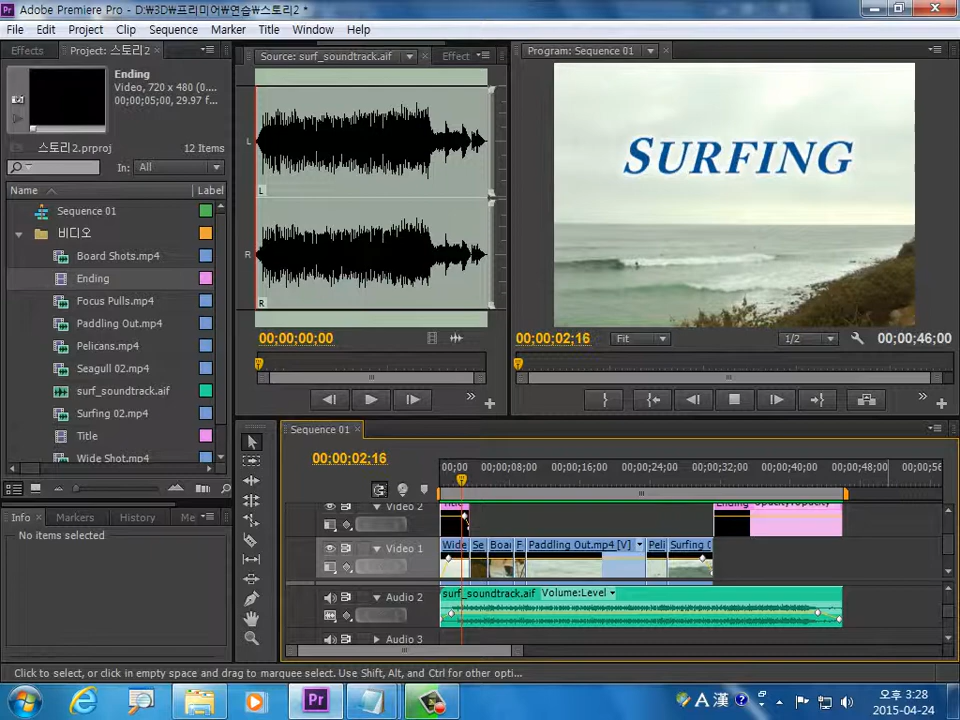 Adobe Premiere Pro - D:₩3D₩프리미어₩연습₩스토리2 *
File Edit Project Clip Sequence Marker Title Window Help
Effects Project: 스토리2
Source: surf_soundtrack.aif Effect
Program: Sequence 01
Ending
Video, 720 x 480 (0....
00;00;05;00, 29.97 f...
스토리2.prproj 12 Items
In: All
Name Label
Sequence 01
비디오
Board Shots.mp4
Ending
Focus Pulls.mp4
Paddling Out.mp4
Pelicans.mp4
Seagull 02.mp4
surf_soundtrack.aif
Surfing 02.mp4
Title
Wide Shot.mp4
L
L
R
R
00;00;00;00
SURFING
00;00;02;16 Fit 1/2 00;00;46;00
Info Markers History Me
No items selected
Sequence 01
00;00;02;16
00;00 00;00;08;00 00;00;16;00 00;00;24;00 00;00;32;00 00;00;40;00 00;00;48;00 00;00;56
Video 2
Video 1 Wide Se Boar F Paddling Out.mp4 [V] Peli Surfing
Audio 2 surf_soundtrack.aif Volume:Level
Audio 3
Click to select, or click in empty space and drag to marquee select. Use Shift, Alt, and Ctrl for other opti...
Pr A 漢
오후 3:28
2015-04-24